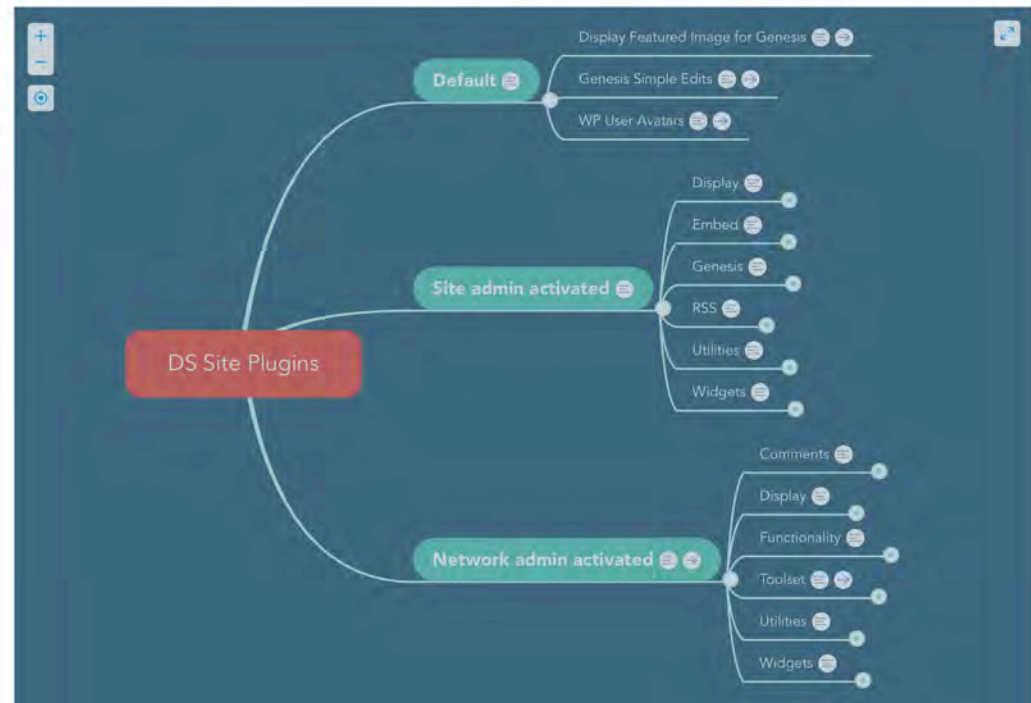 Display Featured Image for Genesis
Default
Genesis Simple Edits
WP User Avatars
Display
Embed
Genesis
Site admin activated
RSS
Utilities
Widgets
DS Site Plugins
Comments
Display
Functionality
Network admin activated
Toolset
Utilities
Widgets